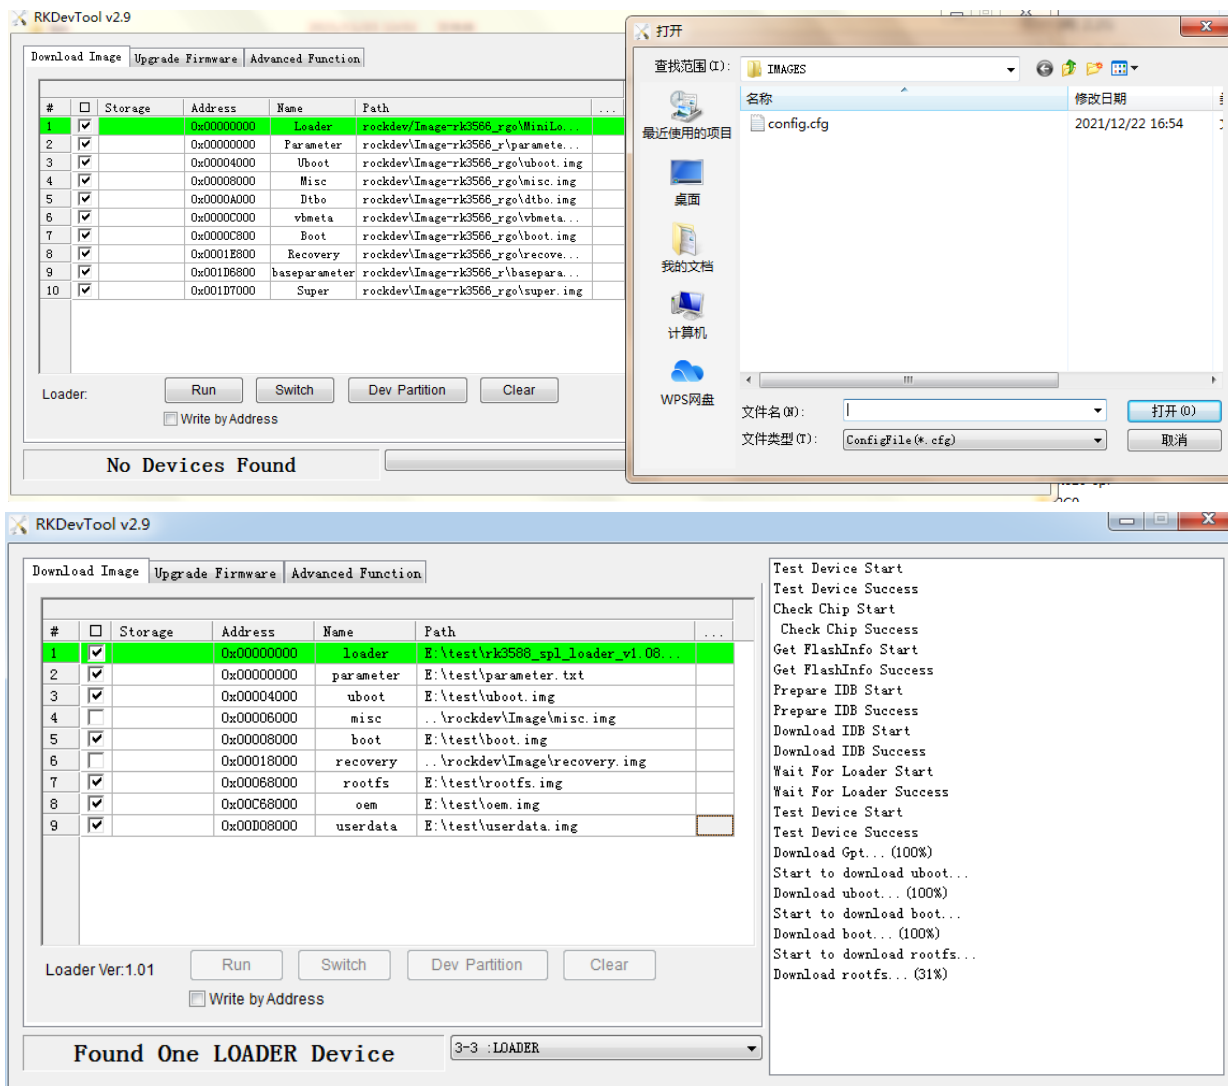 RKDevTool v2.9
Download Image Upgrade Firmware Advanced Function
# Storage Address Name Path ...
1 0x00000000 Loader rockdev/Image-rk3566_rgo\MiniLo...
2 0x00000000 Parameter rockdev\Image-rk3566_r\paramete...
3 0x00004000 Uboot rockdev\Image-rk3566_rgo\uboot.img
4 0x00008000 Misc rockdev\Image-rk3566_rgo\misc.img
5 0x0000A000 Dtbo rockdev\Image-rk3566_rgo\dtbo.img
6 0x0000C000 vbmeta rockdev\Image-rk3566_rgo\vbmeta...
7 0x0000C800 Boot rockdev\Image-rk3566_rgo\boot.img
8 0x0001E800 Recovery rockdev\Image-rk3566_rgo\recove...
9 0x001D6800 baseparameter rockdev\Image-rk3566_r\basepara...
10 0x001D7000 Super rockdev\Image-rk3566_rgo\super.img
Loader: Run Switch Dev Partition Clear
Write by Address
No Devices Found
打开
查找范围(I): IMAGES
名称 修改日期
config.cfg 2021/12/22 16:54
最近使用的项目
桌面
我的文档
计算机
WPS网盘
文件名(N): 打开(O)
文件类型(T): ConfigFile(*.cfg) 取消
RKDevTool v2.9
Download Image Upgrade Firmware Advanced Function
# Storage Address Name Path ...
1 0x00000000 loader E:\test\rk3588_spl_loader_v1.08...
2 0x00000000 parameter E:\test\parameter.txt
3 0x00004000 uboot E:\test\uboot.img
4 0x00006000 misc ..\rockdev\Image\misc.img
5 0x00008000 boot E:\test\boot.img
6 0x00018000 recovery ..\rockdev\Image\recovery.img
7 0x00068000 rootfs E:\test\rootfs.img
8 0x00C68000 oem E:\test\oem.img
9 0x00D08000 userdata E:\test\userdata.img
Loader Ver:1.01 Run Switch Dev Partition Clear
Write by Address
Found One LOADER Device 3-3 :LOADER
Test Device Start
Test Device Success
Check Chip Start
Check Chip Success
Get FlashInfo Start
Get FlashInfo Success
Prepare IDB Start
Prepare IDB Success
Download IDB Start
Download IDB Success
Wait For Loader Start
Wait For Loader Success
Test Device Start
Test Device Success
Download Gpt... (100%)
Start to download uboot...
Download uboot... (100%)
Start to download boot...
Download boot... (100%)
Start to download rootfs...
Download rootfs... (31%)